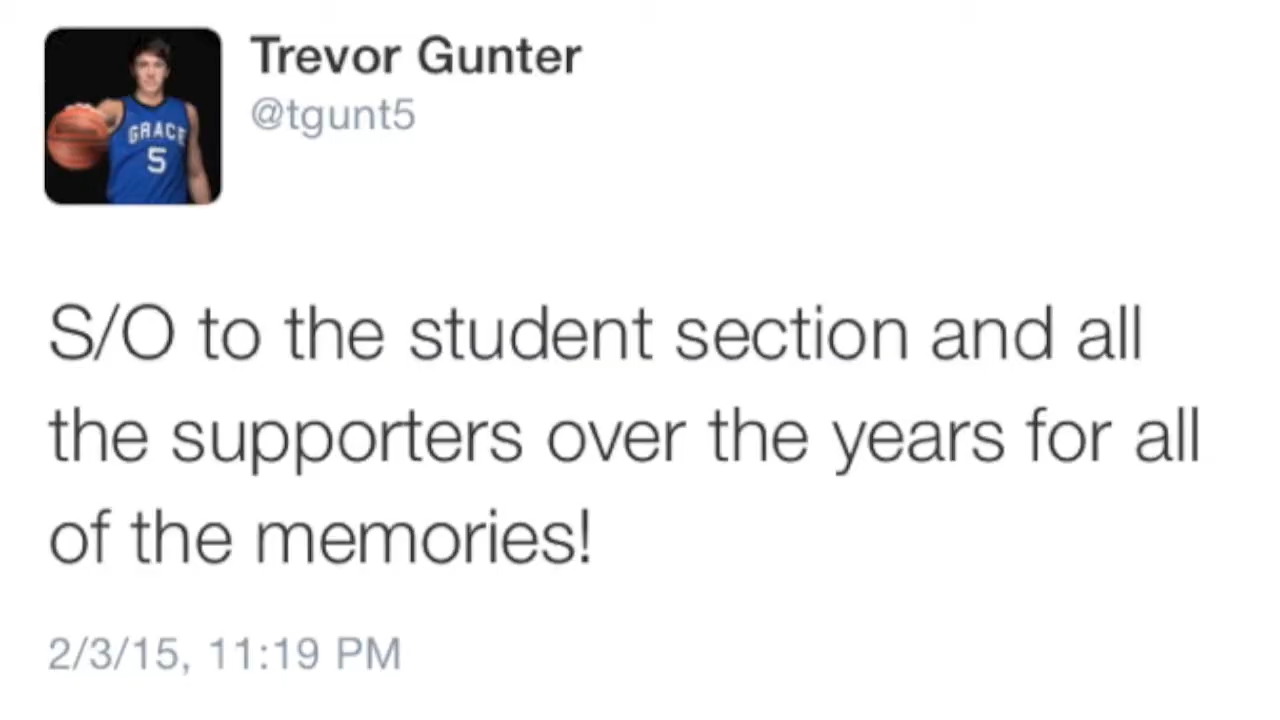 Trevor Gunter
@tgunt5
GRACE
5
S/O to the student section and all
the supporters over the years for all
of the memories!
2/3/15, 11:19 PM